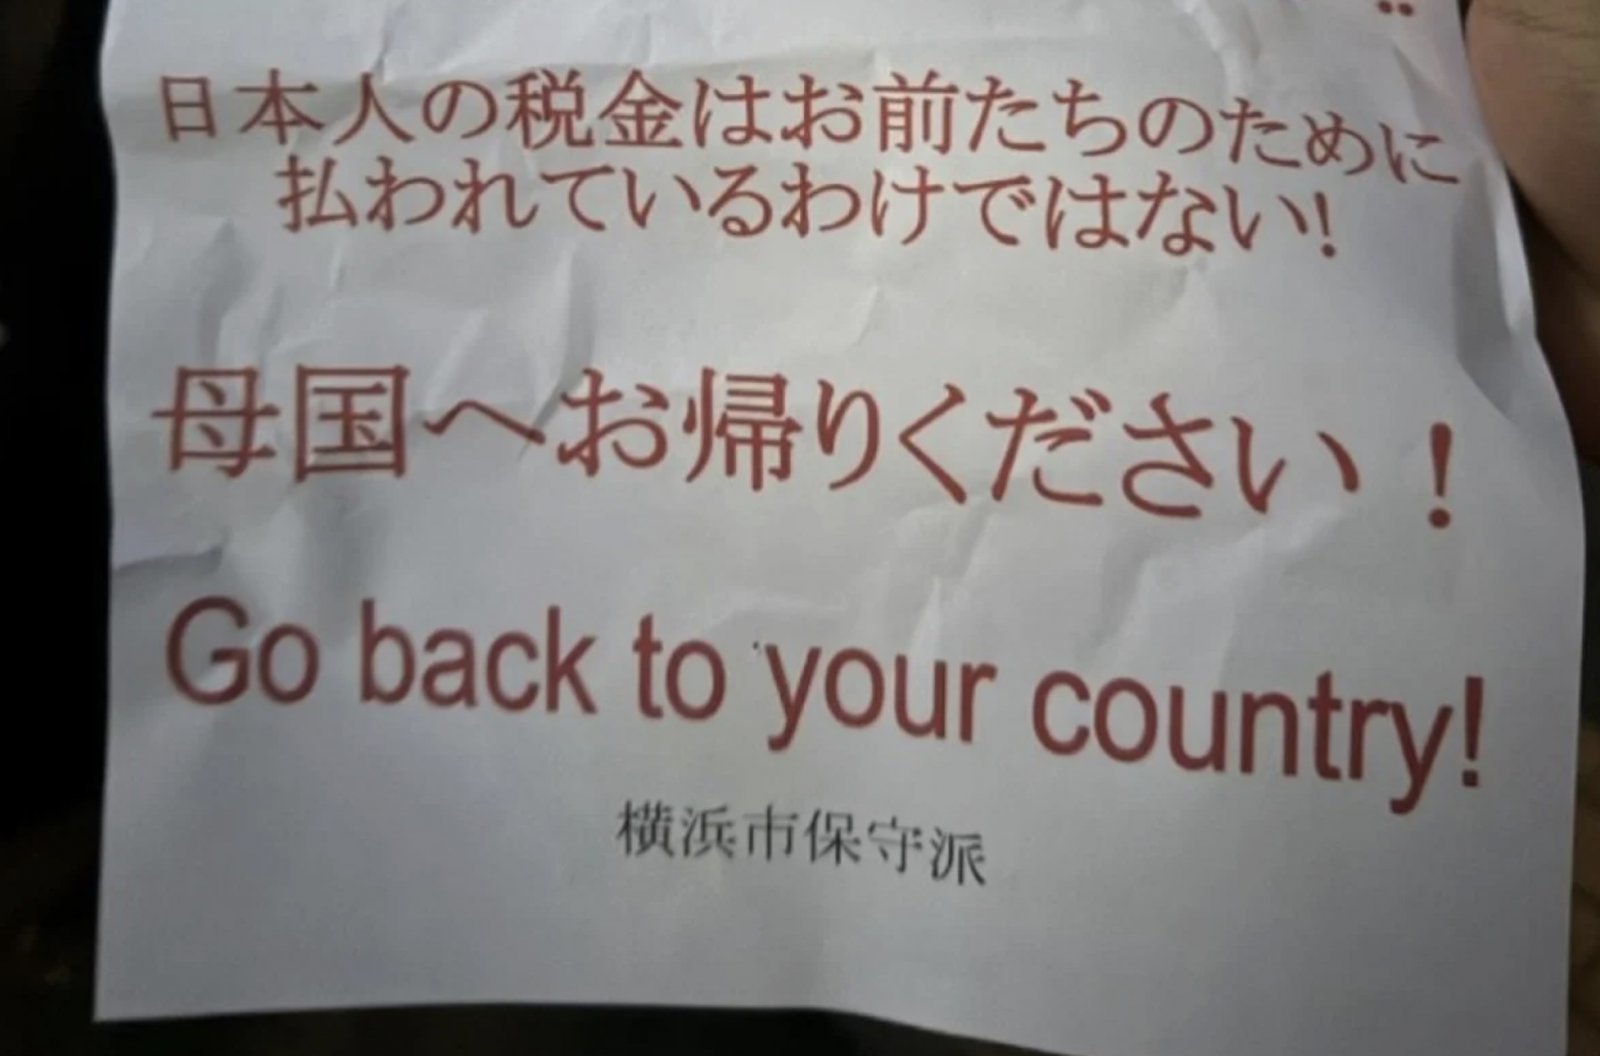 日本人の税金はお前たちのために
払われているわけではない!
母国へお帰りください！
Go back to your country!
横浜市保守派